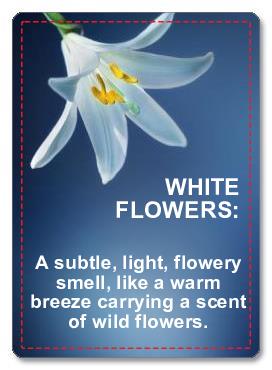 WHITE
FLOWERS:
A subtle, light, flowery
smell, like a warm
breeze carrying a scent
of wild flowers.